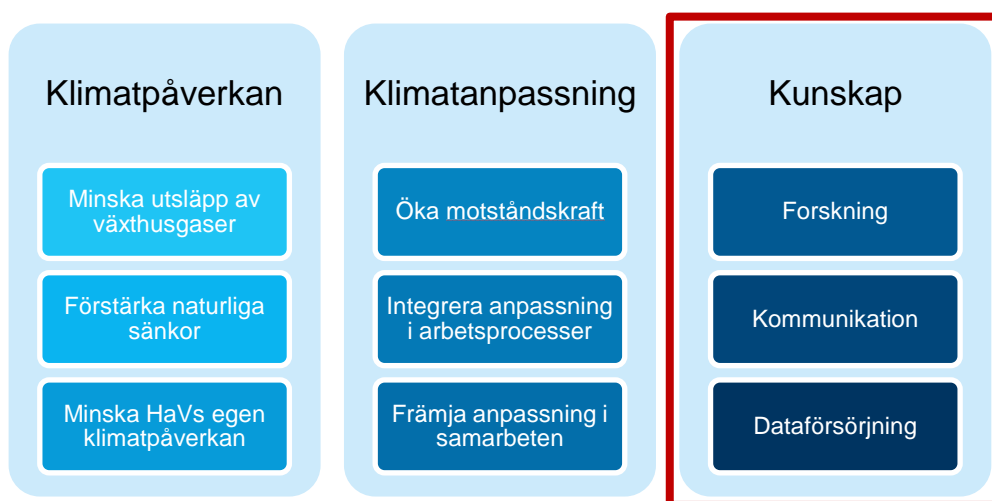 Klimatpåverkan
Minska utsläpp av
växthusgaser
Förstärka naturliga
sänkor
Minska HaVs egen
klimatpåverkan
Klimatanpassning
Öka motståndskraft
Integrera anpassning
i arbetsprocesser
Främja anpassning i
samarbeten
Kunskap
Forskning
Kommunikation
Dataförsörjning